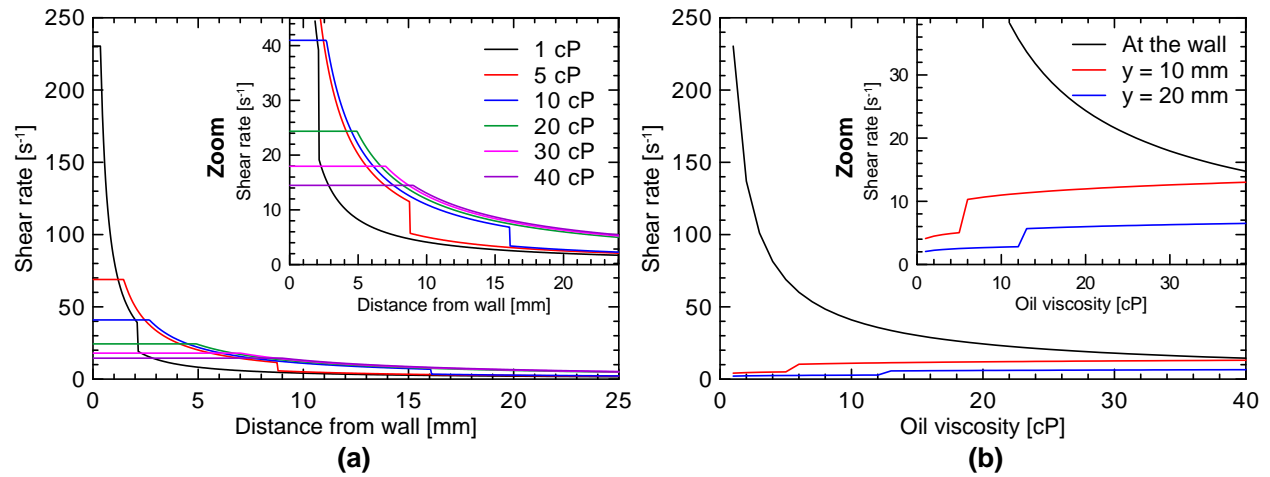 250
200
150
100
50
0
Shear rate [s⁻¹]
0 5 10 15 20 25
Distance from wall [mm]
(a)
Zoom
Shear rate [s⁻¹]
40
30
20
10
0
0 5 10 15 20
Distance from wall [mm]
1 cP
5 cP
10 cP
20 cP
30 cP
40 cP
250
200
150
100
50
0
Shear rate [s⁻¹]
0 10 20 30 40
Oil viscosity [cP]
(b)
Zoom
Shear rate [s⁻¹]
30
20
10
0
0 10 20 30
Oil viscosity [cP]
At the wall
y = 10 mm
y = 20 mm